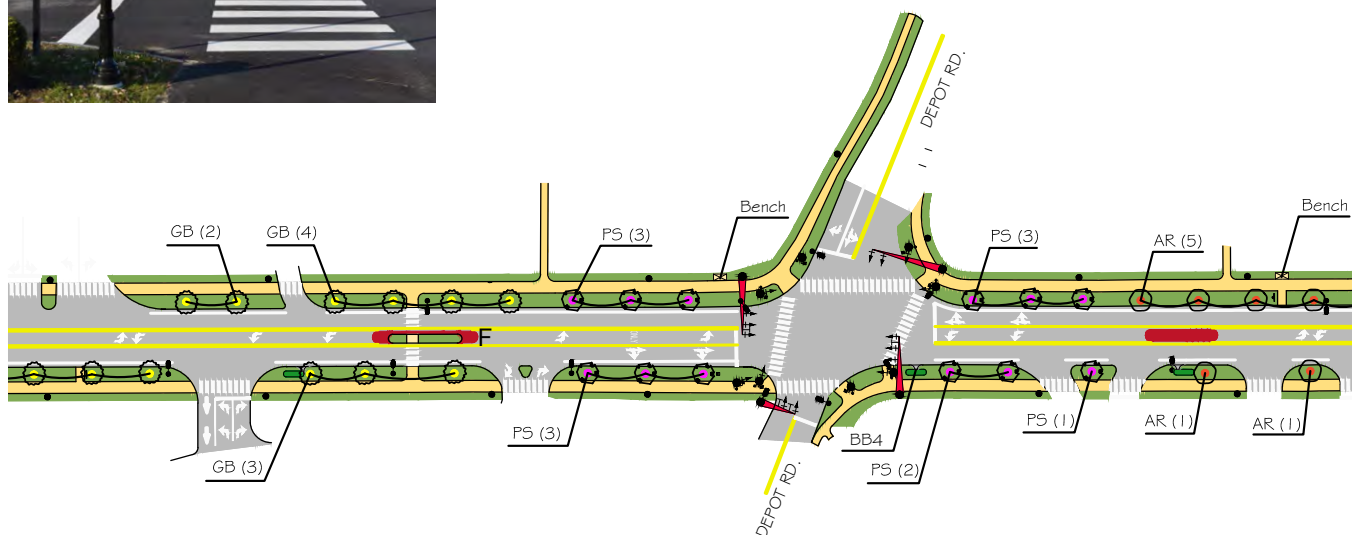 DEPOT RD.
Bench
Bench
GB (2)
GB (4)
PS (3)
PS (3)
AR (5)
F
PS (3)
BB4
PS (1)
AR (1)
AR (1)
GB (3)
PS (2)
DEPOT RD.